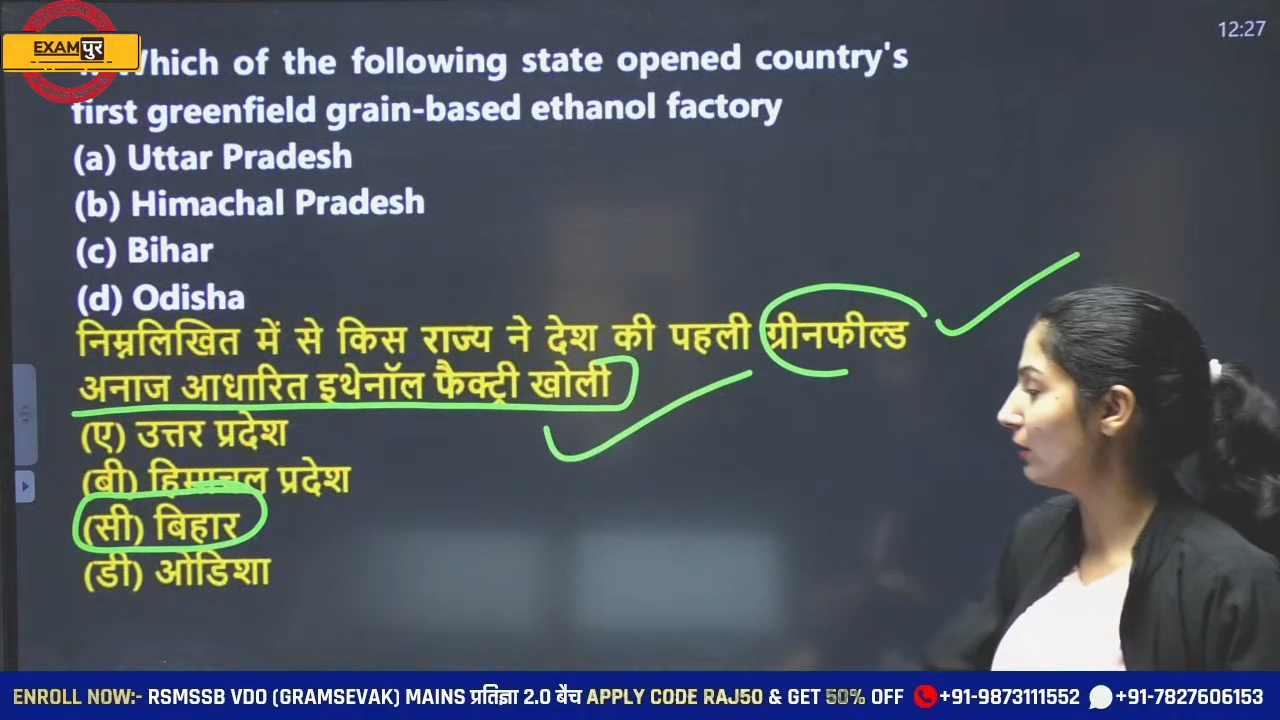 12:27
EXAMपुर
Which of the following state opened country's
first greenfield grain-based ethanol factory
(a) Uttar Pradesh
(b) Himachal Pradesh
(c) Bihar
(d) Odisha
निम्नलिखित में से किस राज्य ने देश की पहली ग्रीनफील्ड
अनाज आधारित इथेनॉल फैक्ट्री खोली
(ए) उत्तर प्रदेश
(बी) हिमाचल प्रदेश
(सी) बिहार
(डी) ओडिशा
ENROLL NOW:- RSMSSB VDO (GRAMSEVAK) MAINS प्रतिज्ञा 2.0 बैच APPLY CODE RAJ50 & GET 50% OFF +91-9873111552 +91-7827606153